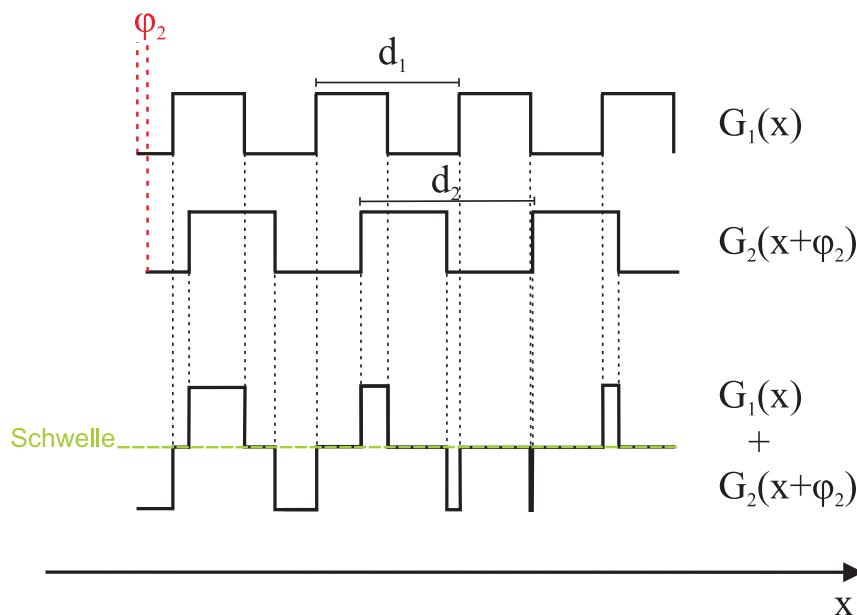 φ₂
d₁
G₁(x)
d₂
G₂(x+φ₂)
G₁(x)
+
G₂(x+φ₂)
Schwelle
x